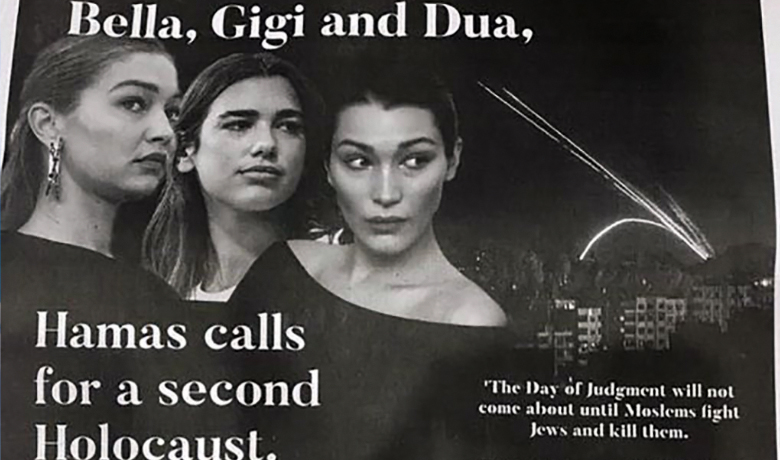 Bella, Gigi and Dua,
Hamas calls
for a second
Holocaust.
'The Day of Judgment will not
come about until Moslems fight
Jews and kill them.